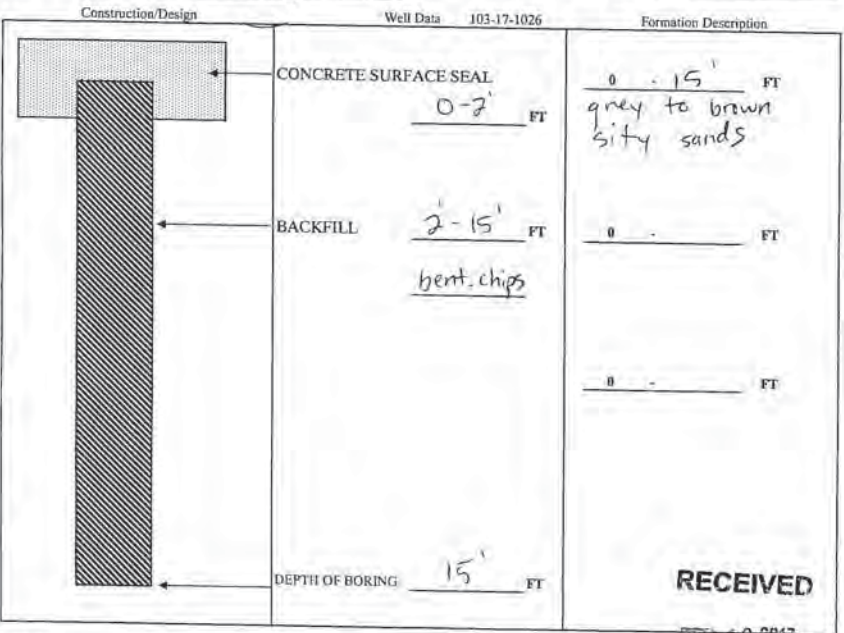 Construction/Design Well Data 103-17-1026 Formation Description
CONCRETE SURFACE SEAL
0-2' FT
0 - 15' FT
grey to brown
sity sands
BACKFILL 2'-15' FT
bent. chips
0 - FT
0 - FT
DEPTH OF BORING 15' FT
RECEIVED